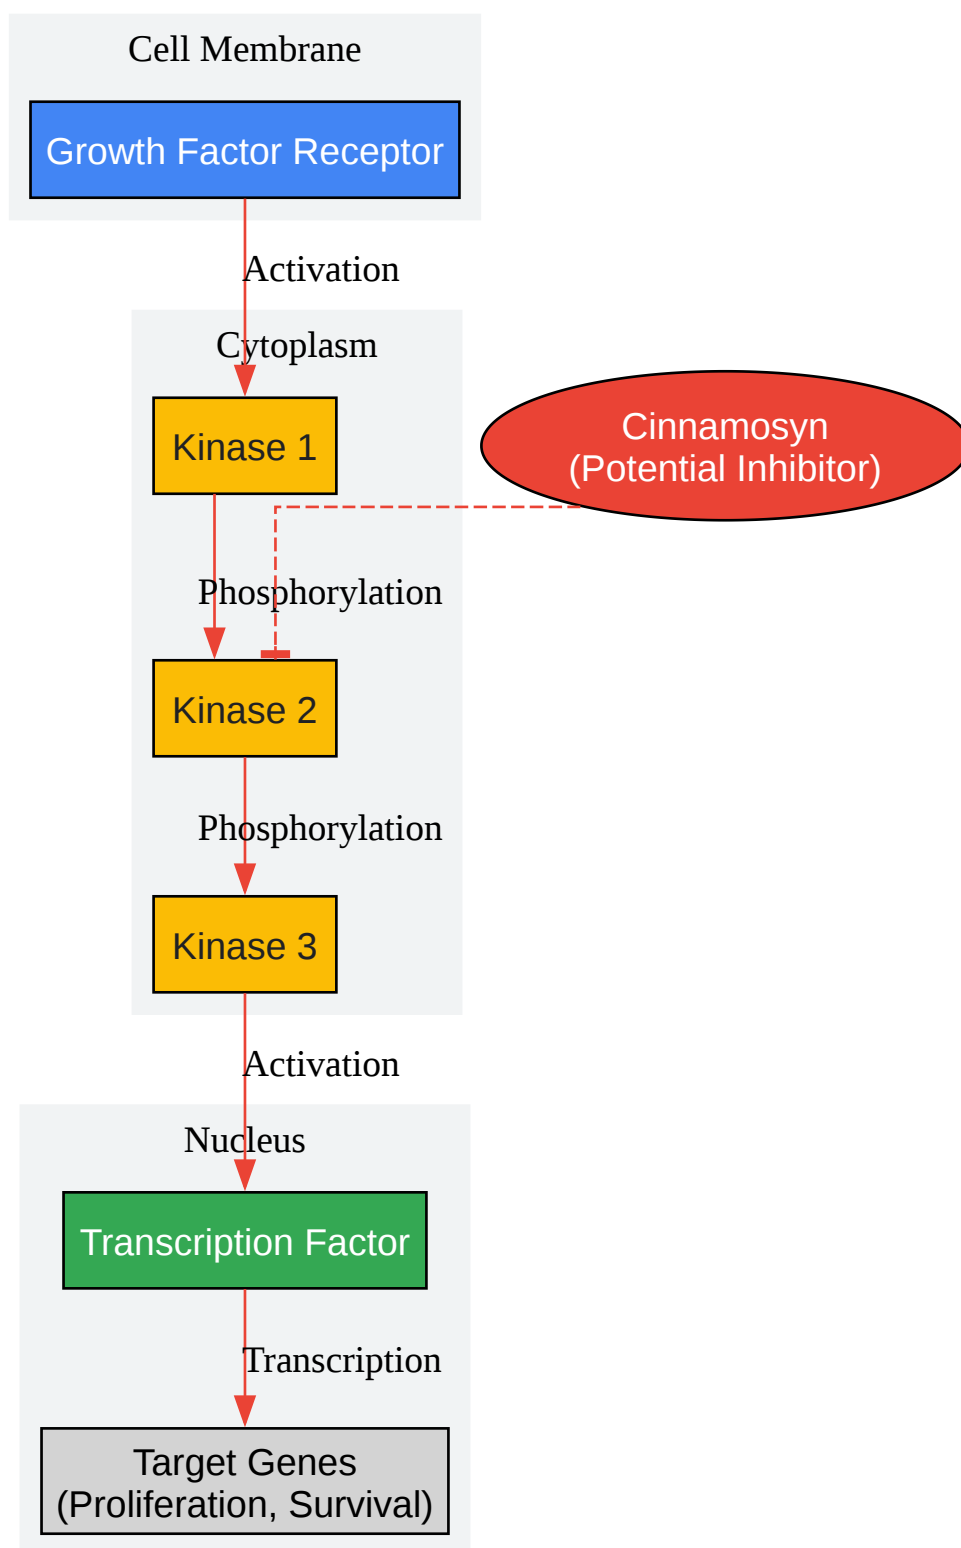 Cell Membrane
Growth Factor Receptor
Activation
Cytoplasm
Kinase 1
Cinnamosyn
(Potential Inhibitor)
Phosphorylation
Kinase 2
Phosphorylation
Kinase 3
Activation
Nucleus
Transcription Factor
Transcription
Target Genes
(Proliferation, Survival)